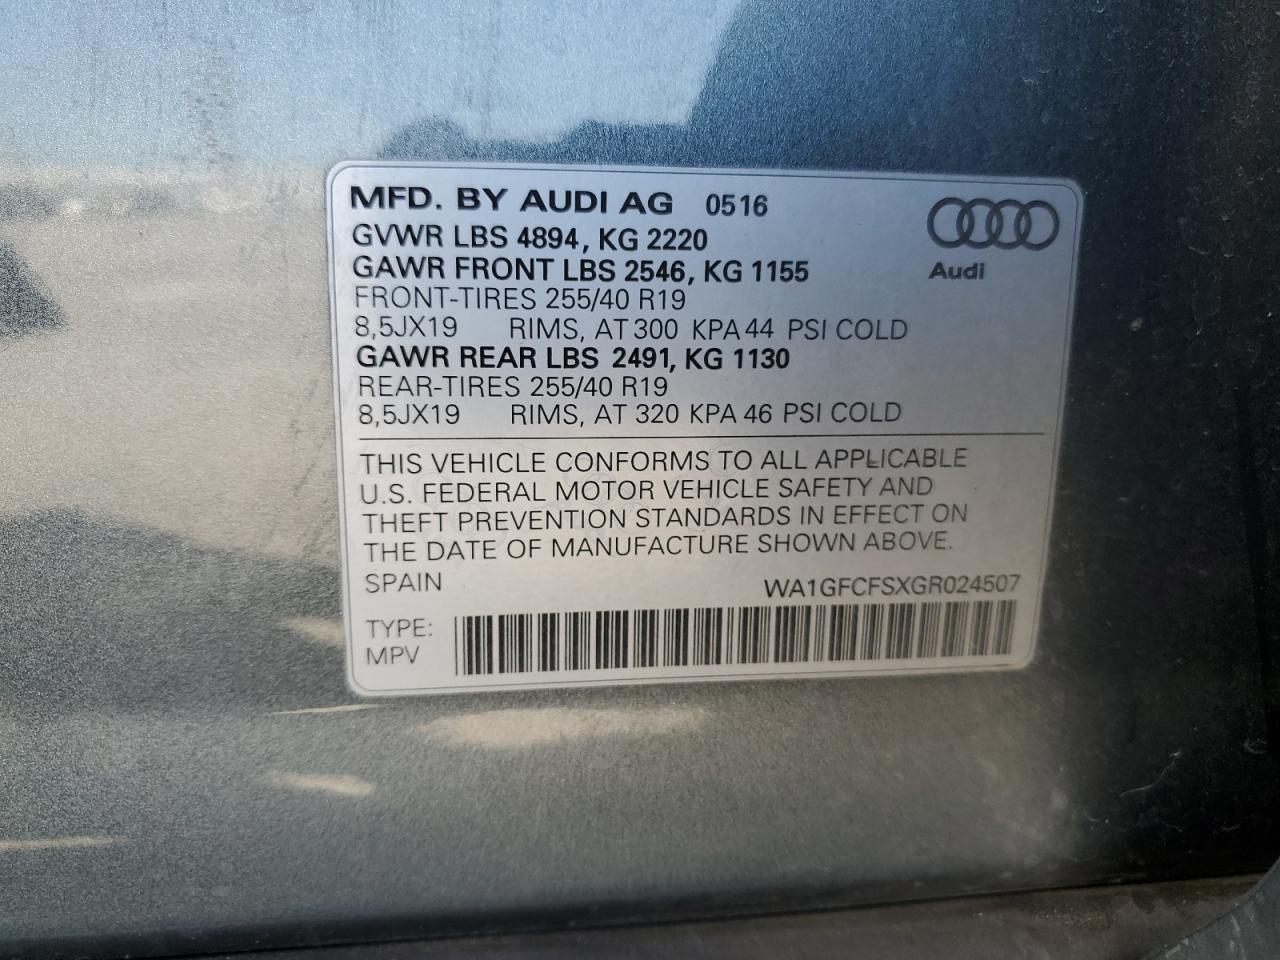 MFD. BY AUDI AG 0516
GVWR LBS 4894, KG 2220
GAWR FRONT LBS 2546, KG 1155
Audi
FRONT-TIRES 255/40 R19
8,5JX19 RIMS, AT 300 KPA 44 PSI COLD
GAWR REAR LBS 2491, KG 1130
REAR-TIRES 255/40 R19
8,5JX19 RIMS, AT 320 KPA 46 PSI COLD
THIS VEHICLE CONFORMS TO ALL APPLICABLE
U.S. FEDERAL MOTOR VEHICLE SAFETY AND
THEFT PREVENTION STANDARDS IN EFFECT ON
THE DATE OF MANUFACTURE SHOWN ABOVE.
SPAIN WA1GFCFSXGR024507
TYPE:
MPV